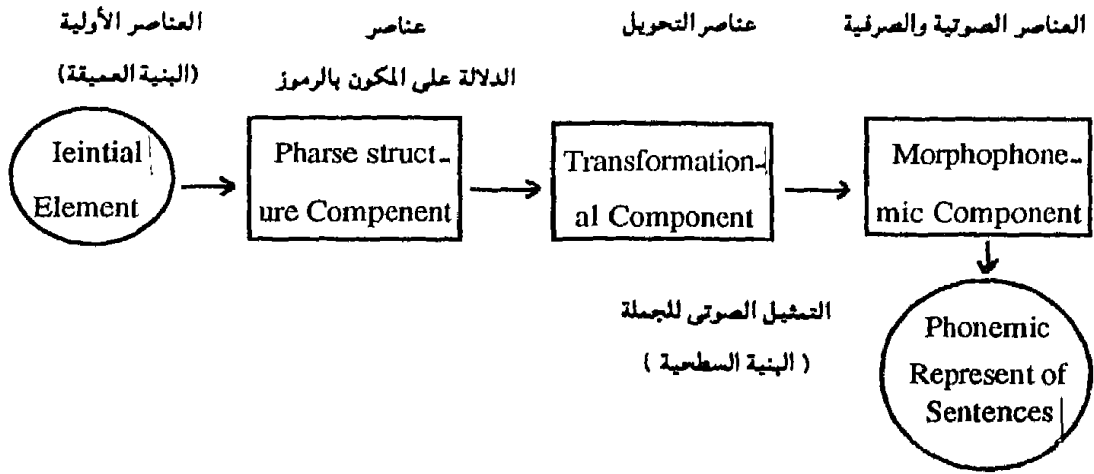 العناصر الأولية
(البنية العميقة)
عناصر
الدلالة على المكون بالرموز
عناصر التحويل
العناصر الصوتية والصرفية
Ieintial
Element
Pharse struct-
ure Compenent
Transformation-
al Component
Morphophone-
mic Component
التمثيل الصوتى للجملة
( البنية السطحية )
Phonemic
Represent of
Sentences